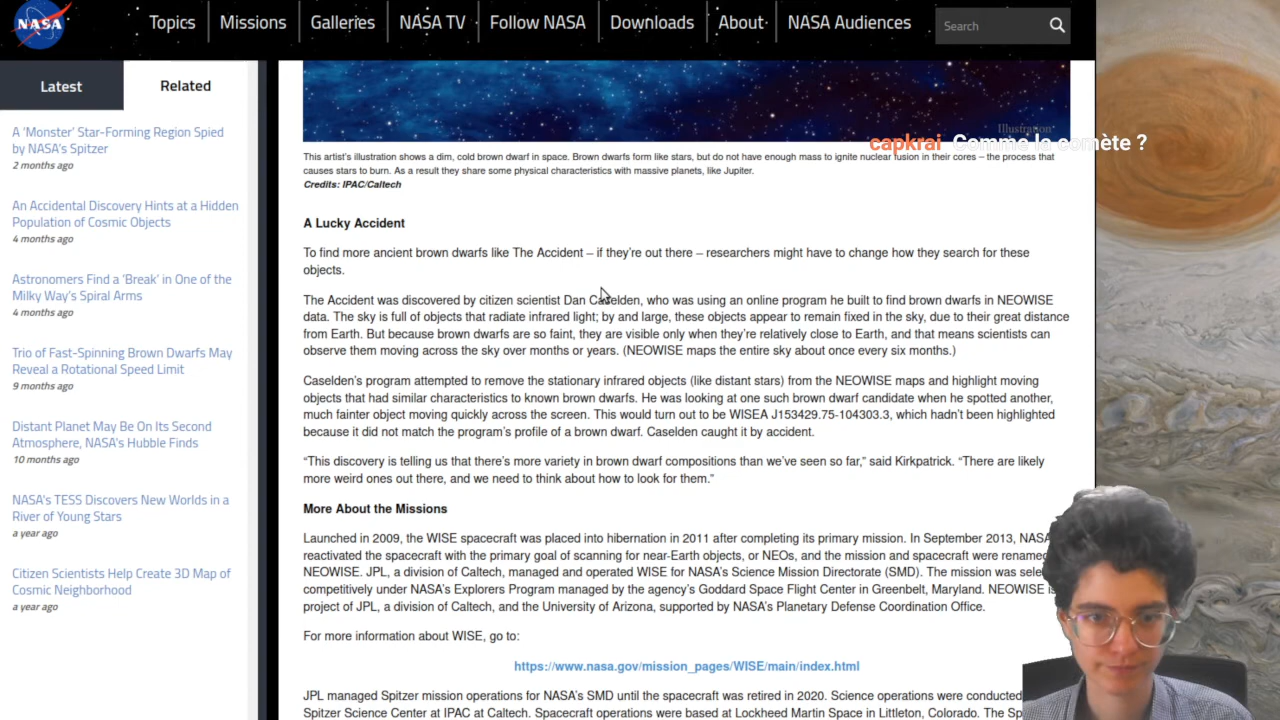 NASA
Topics
Missions
Galleries
NASA TV
Follow NASA
Downloads
About
NASA Audiences
Search
Latest
Related
A ‘Monster’ Star-Forming Region Spied
by NASA's Spitzer
2 months ago
An Accidental Discovery Hints at a Hidden
Population of Cosmic Objects
4 months ago
Astronomers Find a ‘Break’ in One of the
Milky Way’s Spiral Arms
4 months ago
Trio of Fast-Spinning Brown Dwarfs May
Reveal a Rotational Speed Limit
9 months ago
Distant Planet May Be On Its Second
Atmosphere, NASA’s Hubble Finds
10 months ago
NASA’s TESS Discovers New Worlds in a
River of Young Stars
a year ago
Citizen Scientists Help Create 3D Map of
Cosmic Neighborhood
a year ago
Illustration
capkrai Comme la comète ?
This artist’s illustration shows a dim, cold brown dwarf in space. Brown dwarfs form like stars, but do not have enough mass to ignite nuclear fusion in their cores – the process that
causes stars to burn. As a result they share some physical characteristics with massive planets, like Jupiter.
Credits: IPAC/Caltech
A Lucky Accident
To find more ancient brown dwarfs like The Accident – if they’re out there – researchers might have to change how they search for these
objects.
The Accident was discovered by citizen scientist Dan Caselden, who was using an online program he built to find brown dwarfs in NEOWISE
data. The sky is full of objects that radiate infrared light; by and large, these objects appear to remain fixed in the sky, due to their great distance
from Earth. But because brown dwarfs are so faint, they are visible only when they’re relatively close to Earth, and that means scientists can
observe them moving across the sky over months or years. (NEOWISE maps the entire sky about once every six months.)
Caselden’s program attempted to remove the stationary infrared objects (like distant stars) from the NEOWISE maps and highlight moving
objects that had similar characteristics to known brown dwarfs. He was looking at one such brown dwarf candidate when he spotted another,
much fainter object moving quickly across the screen. This would turn out to be WISEA J153429.75-104303.3, which hadn’t been highlighted
because it did not match the program’s profile of a brown dwarf. Caselden caught it by accident.
“This discovery is telling us that there’s more variety in brown dwarf compositions than we’ve seen so far,” said Kirkpatrick. “There are likely
more weird ones out there, and we need to think about how to look for them.”
More About the Missions
Launched in 2009, the WISE spacecraft was placed into hibernation in 2011 after completing its primary mission. In September 2013, NASA
reactivated the spacecraft with the primary goal of scanning for near-Earth objects, or NEOs, and the mission and spacecraft were renamed
NEOWISE. JPL, a division of Caltech, managed and operated WISE for NASA’s Science Mission Directorate (SMD). The mission was sele
competitively under NASA’s Explorers Program managed by the agency’s Goddard Space Flight Center in Greenbelt, Maryland. NEOWISE is
project of JPL, a division of Caltech, and the University of Arizona, supported by NASA’s Planetary Defense Coordination Office.
For more information about WISE, go to:
https://www.nasa.gov/mission_pages/WISE/main/index.html
JPL managed Spitzer mission operations for NASA's SMD until the spacecraft was retired in 2020. Science operations were conducted
Spitzer Science Center at IPAC at Caltech. Spacecraft operations were based at Lockheed Martin Space in Littleton, Colorado. The Sp